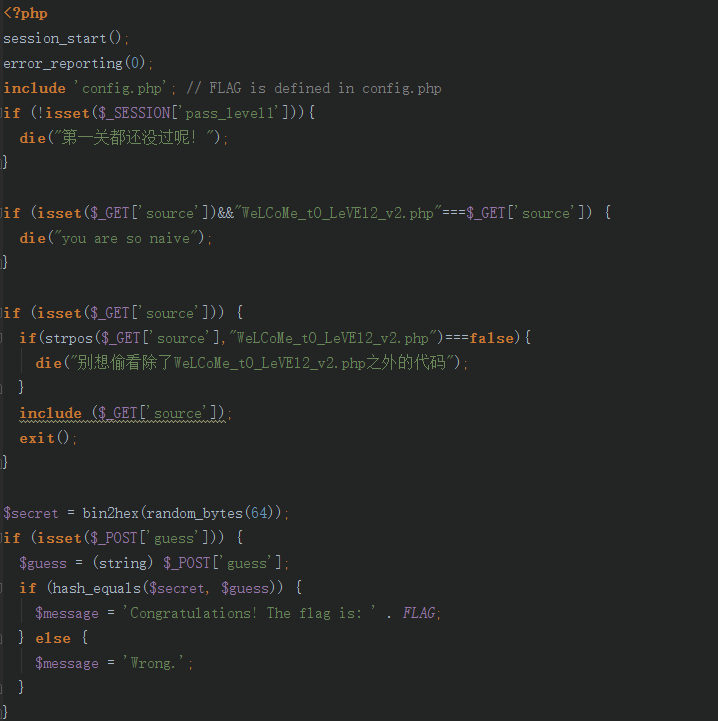 <?php
session_start();
error_reporting(0);
include 'config.php'; // FLAG is defined in config.php
if (!isset($_SESSION['pass_level1'])){
  die("第一关都还没过呢! ");
}
if (isset($_GET['source'])&&"WeLCoMe_tO_LeVEl2_v2.php"===$_GET['source']) {
  die("you are so naive");
}
if (isset($_GET['source'])) {
  if(strpos($_GET['source'],"WeLCoMe_tO_LeVEl2_v2.php")===false){
    die("别想偷看除了WeLCoMe_tO_LeVEl2_v2.php之外的代码");
  }
  include ($_GET['source']);
  exit();
}
$secret = bin2hex(random_bytes(64));
if (isset($_POST['guess'])) {
  $guess = (string) $_POST['guess'];
  if (hash_equals($secret, $guess)) {
    $message = 'Congratulations! The flag is: ' . FLAG;
  } else {
    $message = 'Wrong.';
  }
}